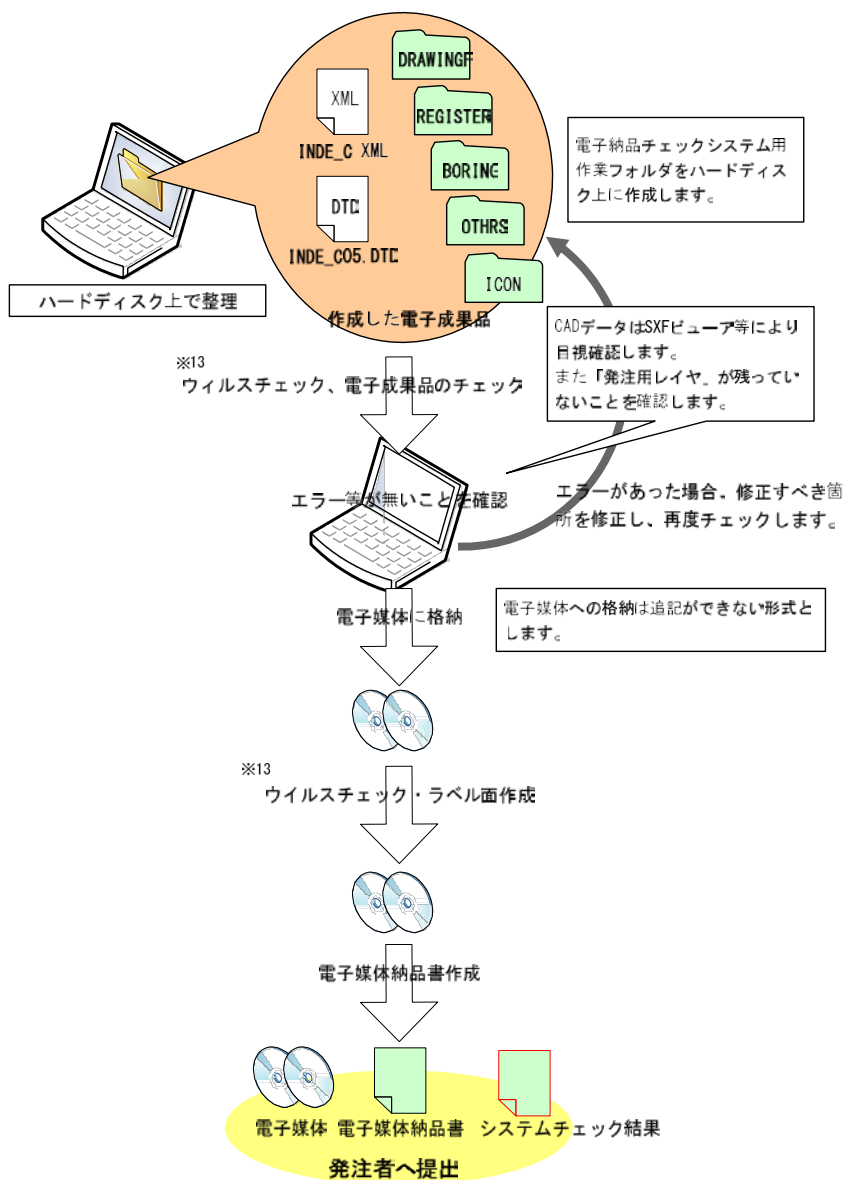 DRAWINGF
XML
REGISTER
INDE_C XML
BORING
DTD
OTHRS
INDE_C05.DTD
ICON
作成した電子成果品
ハードディスク上で整理
電子納品チェックシステム用
作業フォルダをハードディス
ク上に作成します。
CADデータはSXFビューア等により
目視確認します。
また「発注用レイヤ」が残ってい
ないことを確認します。
※13
ウィルスチェック、電子成果品のチェック
エラー等が無いことを確認
エラーがあった場合、修正すべき箇
所を修正し、再度チェックします。
電子媒体に格納
電子媒体への格納は追記ができない形式と
します。
※13
ウイルスチェック・ラベル面作成
電子媒体納品書作成
電子媒体
電子媒体納品書
システムチェック結果
発注者へ提出